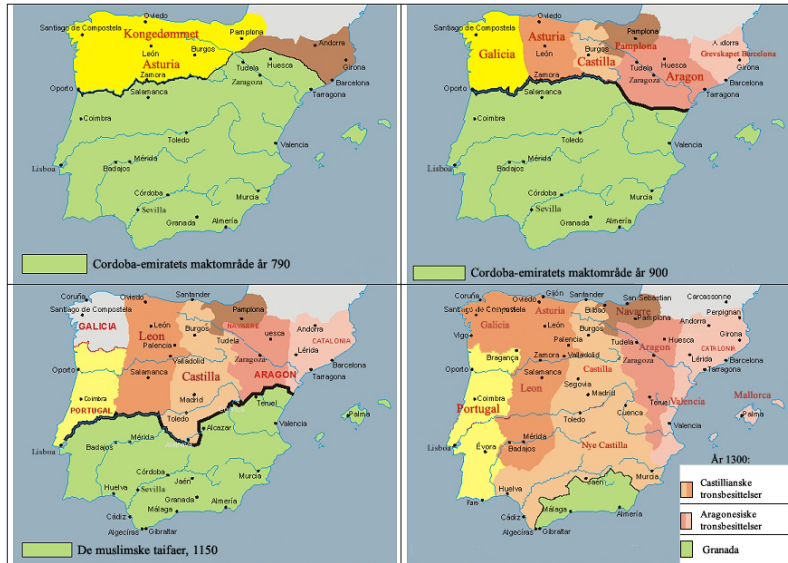 Oviedo
Santiago de Compostela
Kongedømmet
Pamplona
León
Burgos
Andorra
Asturia
Zamora
Tudela
Huesca
Girona
Zaragoza
Oporto
Salamanca
Barcelona
Tarragona
Coimbra
Toledo
Valencia
Lisboa
Mérida
Badajos
Córdoba
Murcia
Sevilla
Granada
Almería
Cordoba-emiratets maktområde år 790
Oviedo
Santiago de Compostela
Asturia
Pamplona
Pamplona
Galicia
León
Burgos
Castilla
Andorra
Grevskapet Barcelona
Huesca
Girona
Tudela
Zamora
Zaragoza
Aragon
Oporto
Salamanca
Barcelona
Tarragona
Coimbra
Toledo
Valencia
Lisboa
Mérida
Badajos
Córdoba
Murcia
Sevilla
Granada
Almería
Cordoba-emiratets maktområde år 900
Coruña
Oviedo
Santander
Santiago de Compostela
Pamplona
GALICIA
León
Leon
Burgos
NAVARRE
Andorra
Palencia
Tudela
uesca
CATALONIA
Girona
Valladolid
Zaragoza
Lérida
Oporto
Salamanca
Castilla
ARAGON
Barcelona
Tarragona
Coimbra
PORTUGAL
Madrid
Teruel
Toledo
Alcazar
Palma
Lisboa
Badajos
Mérida
Valencia
Córdoba
Jaén
Murcia
Huelva
Sevilla
Granada
Almería
Cádiz
Málaga
Algeciras
Gibraltar
De muslimske taifaer, 1150
Coruña
Gijón
Santander
San Sebastian
Carcassonne
Santiago de Compostela
Oviedo
Asturia
Bilbao
Navarre
Pamplona
Perpignan
Vigo
Galicia
León
Burgos
Andorra
Girona
Palencia
Tudela
Aragon
Huesca
CATALONIA
Bragança
Zamora
Valladolid
Zaragoza
Lérida
Oporto
Castilla
Barcelona
Salamanca
Segovia
Tarragona
Leon
Madrid
Teruel
Valencia
Mallorca
Coimbra
Portugal
Toledo
Cuenca
Palma
Lisboa
Évora
Mérida
Badajos
Nye Castilla
Valencia
År 1300:
Jaén
Murcia
Huelva
Cádiz
Málaga
Almería
Algeciras
Gibraltar
Castillianske
tronsbesittelser
Aragonesiske
tronsbesittelser
Granada